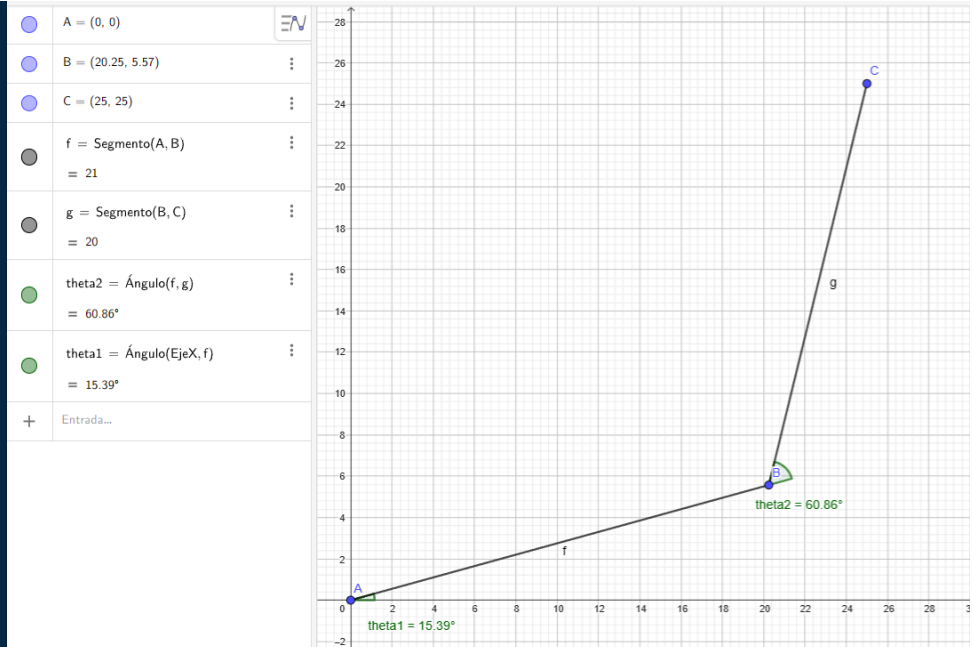 A = (0, 0)
B = (20.25, 5.57)
C = (25, 25)
f = Segmento(A, B)
= 21
g = Segmento(B, C)
= 20
theta2 = Ángulo(f, g)
= 60.86°
theta1 = Ángulo(EjeX, f)
= 15.39°
+ Entrada...
28
26
24
22
20
18
16
14
12
10
8
6
4
2
0 2 4 6 8 10 12 14 16 18 20 22 24 26 28 3
−2
C
g
B
theta2 = 60.86°
f
A
theta1 = 15.39°